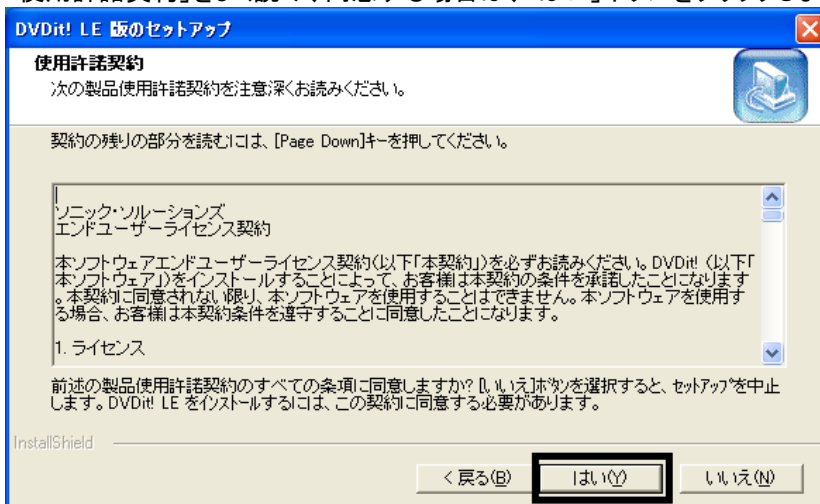 DVDit! LE 版のセットアップ
使用許諾契約
次の製品使用許諾契約を注意深くお読みください。
契約の残りの部分を読むには、[Page Down]キーを押してください。
ソニック・ソルーションズ
エンドユーザーライセンス契約
本ソフトウェアエンドユーザーライセンス契約(以下「本契約」)を必ずお読みください。DVDit! (以下「
本ソフトウェア」)をインストールすることによって、お客様は本契約の条件を承諾したことになります
。本契約に同意されない限り、本ソフトウェアを使用することはできません。本ソフトウェアを使用す
る場合、お客様は本契約条件を遵守することに同意したことになります。
1. ライセンス
前述の製品使用許諾契約のすべての条項に同意しますか? [いいえ]ボタンを選択すると、セットアップを中止
します。DVDit! LE をインストールするには、この契約に同意する必要があります。
InstallShield
< 戻る(B) はい(Y) いいえ(N)